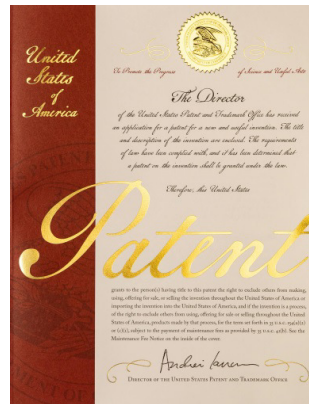 United
States
of
America
To Promote the Progress
of Science and Useful Arts
The Director
of the United States Patent and Trademark Office has received
an application for a patent for a new and useful invention. The title
and description of the invention are enclosed. The requirements
of law have been complied with, and it has been determined that
a patent on the invention shall be granted under the law.
Therefore, this United States
Patent
grants to the person(s) having title to this patent the right to exclude others from making,
using, offering for sale, or selling the invention throughout the United States of America or
importing the invention into the United States of America, and if the invention is a process,
of the right to exclude others from using, offering for sale or selling throughout the United
States of America, products made by that process, for the term set forth in 35 U.S.C. 154(a)(2)
or (c)(1), subject to the payment of maintenance fees as provided by 35 U.S.C. 41(b). See the
Maintenance Fee Notice on the inside of the cover.
Andrei Iancu
Director of the United States Patent and Trademark Office